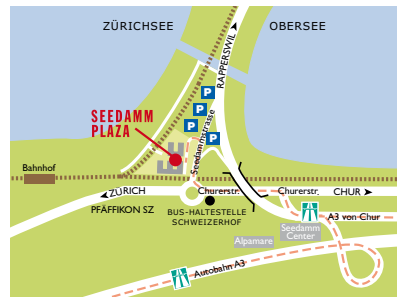 ZÜRICHSEE
OBERSEE
RAPPERSWIL
P
P
P
P
SEEDAMM
PLAZA
Seedammstrasse
Bahnhof
ZÜRICH
Churerstr.
Churerstr.
CHUR
PFÄFFIKON SZ
BUS-HALTESTELLE
SCHWEIZERHOF
A3 von Chur
Seedamm
Center
Alpamare
Autobahn A3